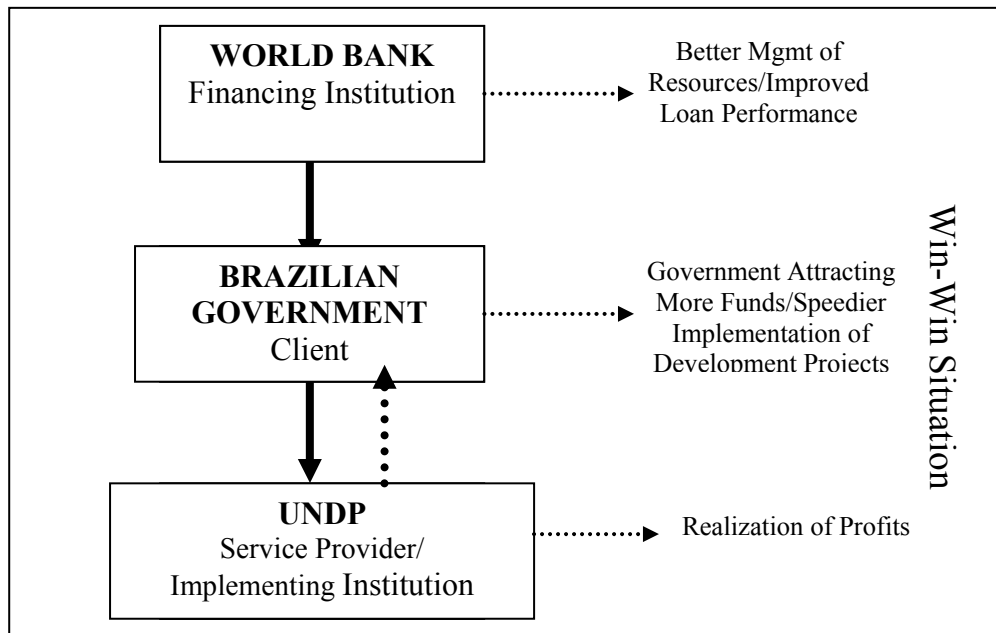 WORLD BANK
Financing Institution
Better Mgmt of
Resources/Improved
Loan Performance
BRAZILIAN
GOVERNMENT
Client
Government Attracting
More Funds/Speedier
Implementation of
Development Projects
UNDP
Service Provider/
Implementing Institution
Realization of Profits
Win-Win Situation